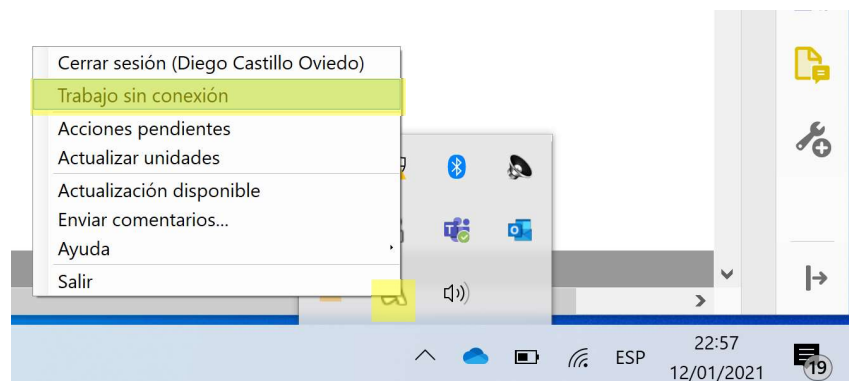 Cerrar sesión (Diego Castillo Oviedo)
Trabajo sin conexión
Acciones pendientes
Actualizar unidades
Actualización disponible
Enviar comentarios...
Ayuda
Salir
ESP
22:57
12/01/2021
19